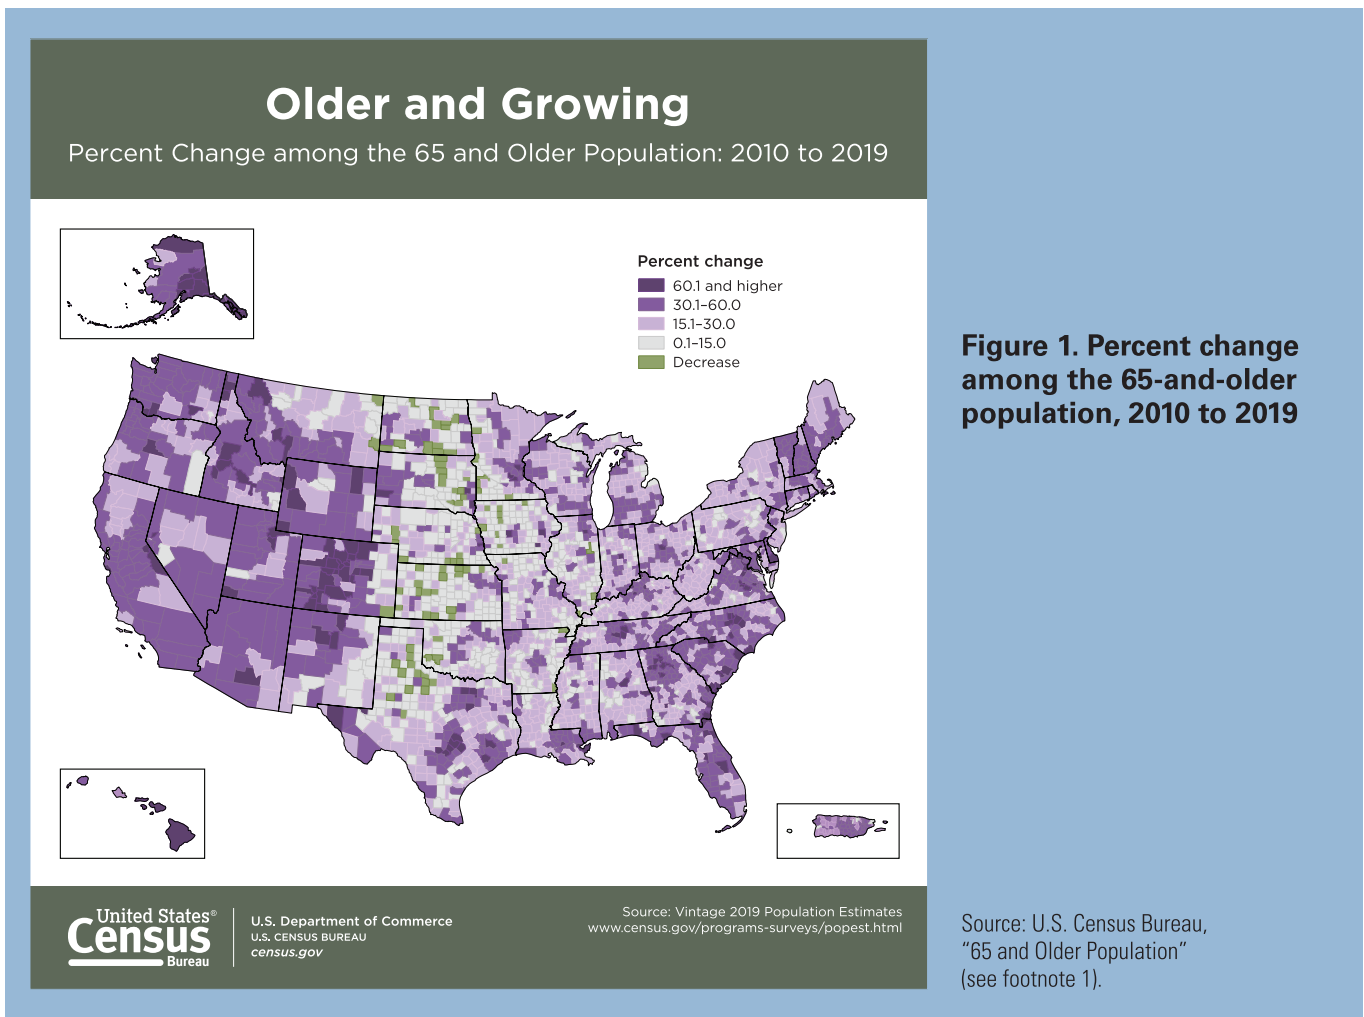 Older and Growing
Percent Change among the 65 and Older Population: 2010 to 2019
Percent change
60.1 and higher
30.1–60.0
15.1–30.0
0.1–15.0
Decrease
Figure 1. Percent change
among the 65-and-older
population, 2010 to 2019
United States®
Census
Bureau
U.S. Department of Commerce
U.S. CENSUS BUREAU
census.gov
Source: Vintage 2019 Population Estimates
www.census.gov/programs-surveys/popest.html
Source: U.S. Census Bureau,
“65 and Older Population”
(see footnote 1).